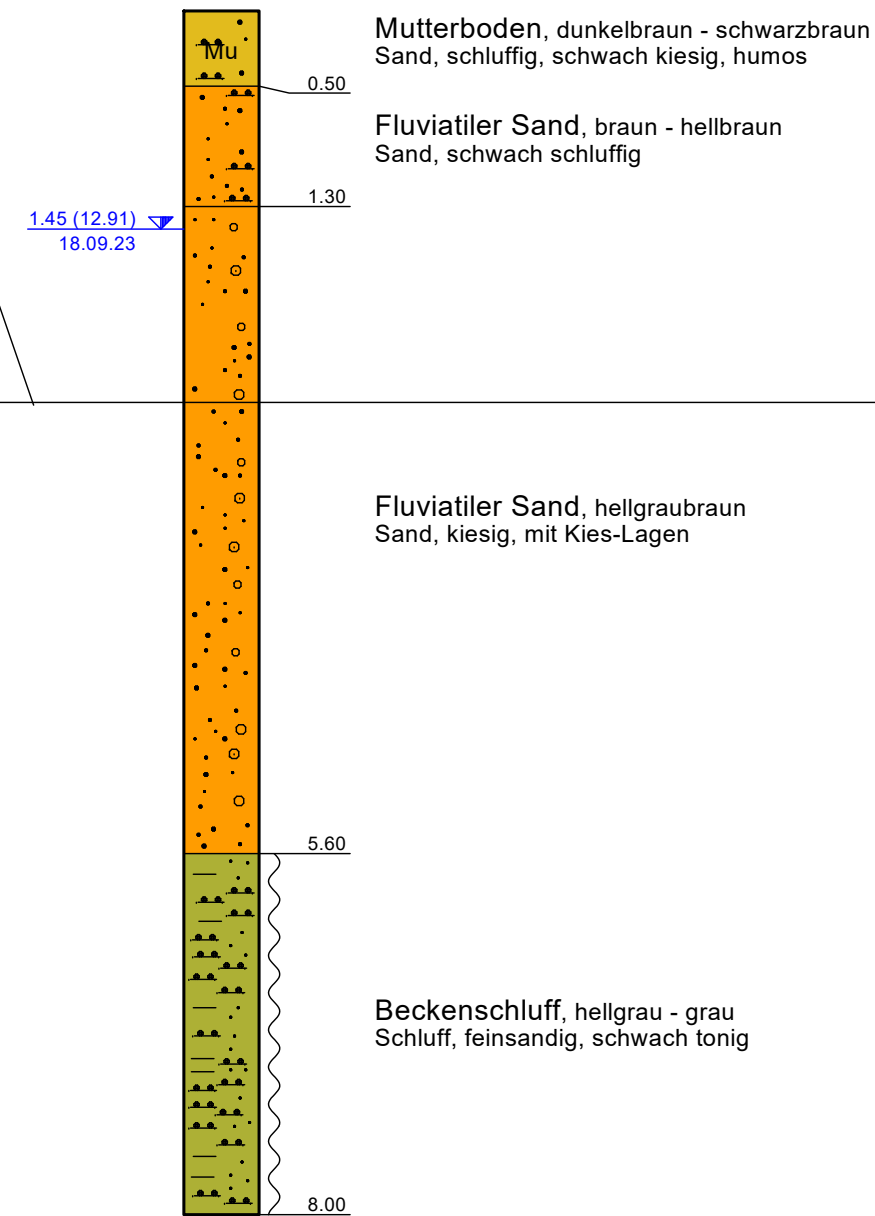 Mutterboden, dunkelbraun - schwarzbraun
Sand, schluffig, schwach kiesig, humos
Mu
0.50
Fluviatiler Sand, braun - hellbraun
Sand, schwach schluffig
1.30
1.45 (12.91)
18.09.23
Fluviatiler Sand, hellgraubraun
Sand, kiesig, mit Kies-Lagen
5.60
Beckenschluff, hellgrau - grau
Schluff, feinsandig, schwach tonig
8.00